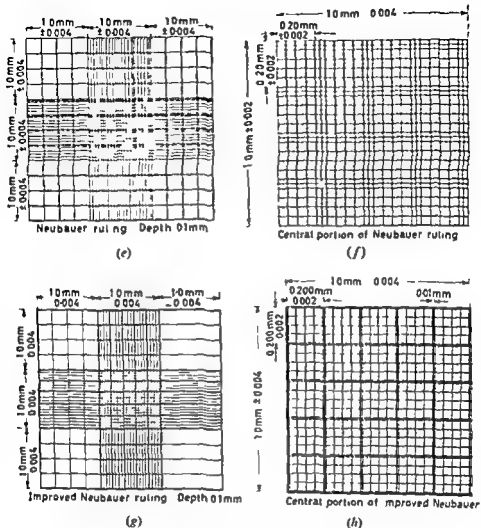 1.0mm ±0.004
1.0mm ±0.004
1.0mm ±0.004
1.0mm ±0.004
1.0mm ±0.004
1.0mm ±0.004
Neubauer ruling Depth 0.1mm
(e)
1.0mm 0.004
0.20mm ±0.002
0.20mm ±0.002
1.0mm ±0.002
Central portion of Neubauer ruling
(f)
1.0mm 0.004
1.0mm 0.004
1.0mm 0.004
1.0mm 0.004
1.0mm 0.004
1.0mm 0.004
Improved Neubauer ruling Depth 0.1mm
(g)
1.0mm 0.004
0.200mm 0.002
0.01mm
0.200mm 0.002
1.0mm ±0.004
Central portion of improved Neubauer
(h)